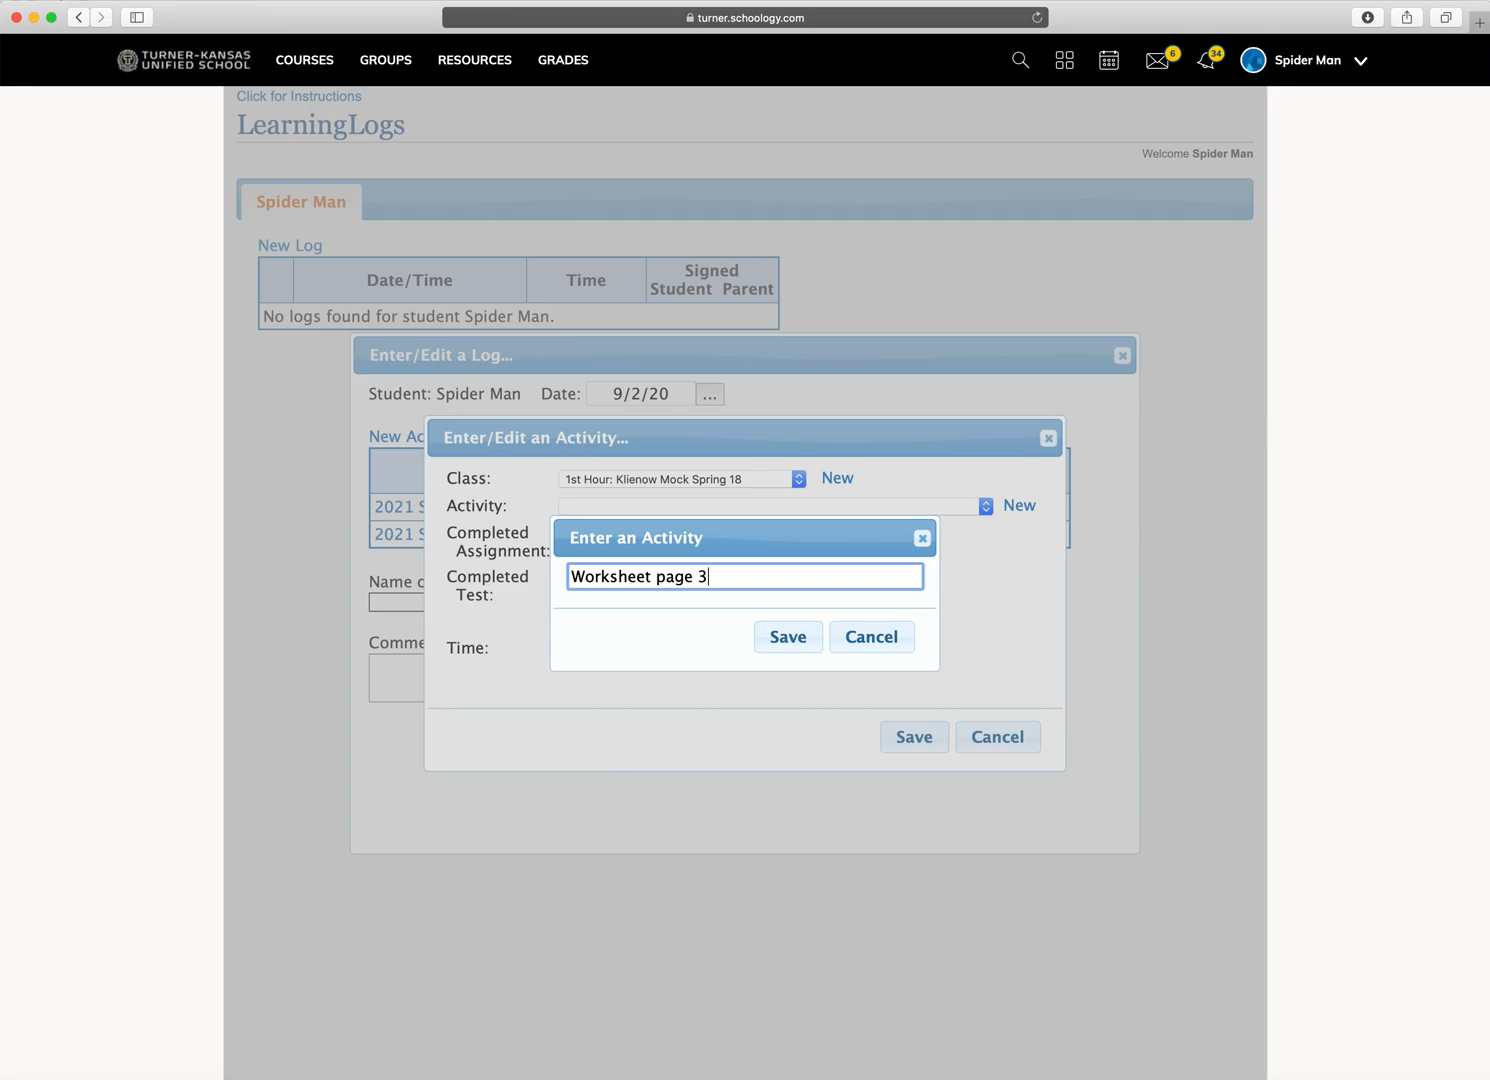 turner.schoology.com
TURNER-KANSAS
UNIFIED SCHOOL
COURSES
GROUPS
RESOURCES
GRADES
6
34
Spider Man
Click for Instructions
LearningLogs
Welcome Spider Man
Spider Man
New Log
Date/Time
Time
Signed
Student Parent
No logs found for student Spider Man.
Enter/Edit a Log...
Student: Spider Man Date: 9/2/20 ...
New Ac
2021 S
2021 S
Name o
Comme
Enter/Edit an Activity...
Class: 1st Hour: Klienow Mock Spring 18 New
Activity: New
Completed
Assignment:
Completed
Test:
Time:
Save Cancel
Enter an Activity
Worksheet page 3
Save Cancel